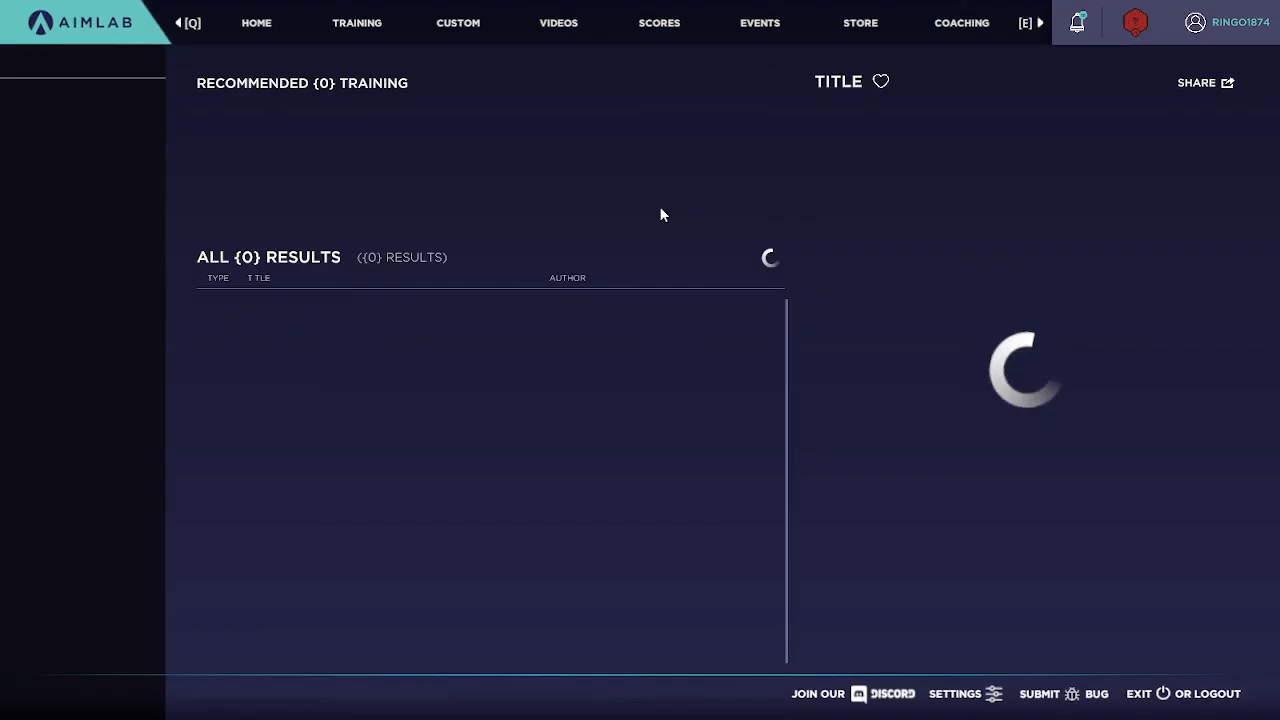 AIMLAB
[Q] HOME TRAINING CUSTOM VIDEOS SCORES EVENTS STORE COACHING [E] RINGO1874
RECOMMENDED {0} TRAINING
TITLE
SHARE
ALL {0} RESULTS ({0} RESULTS)
TYPE TITLE AUTHOR
JOIN OUR DISCORD SETTINGS SUBMIT BUG EXIT OR LOGOUT